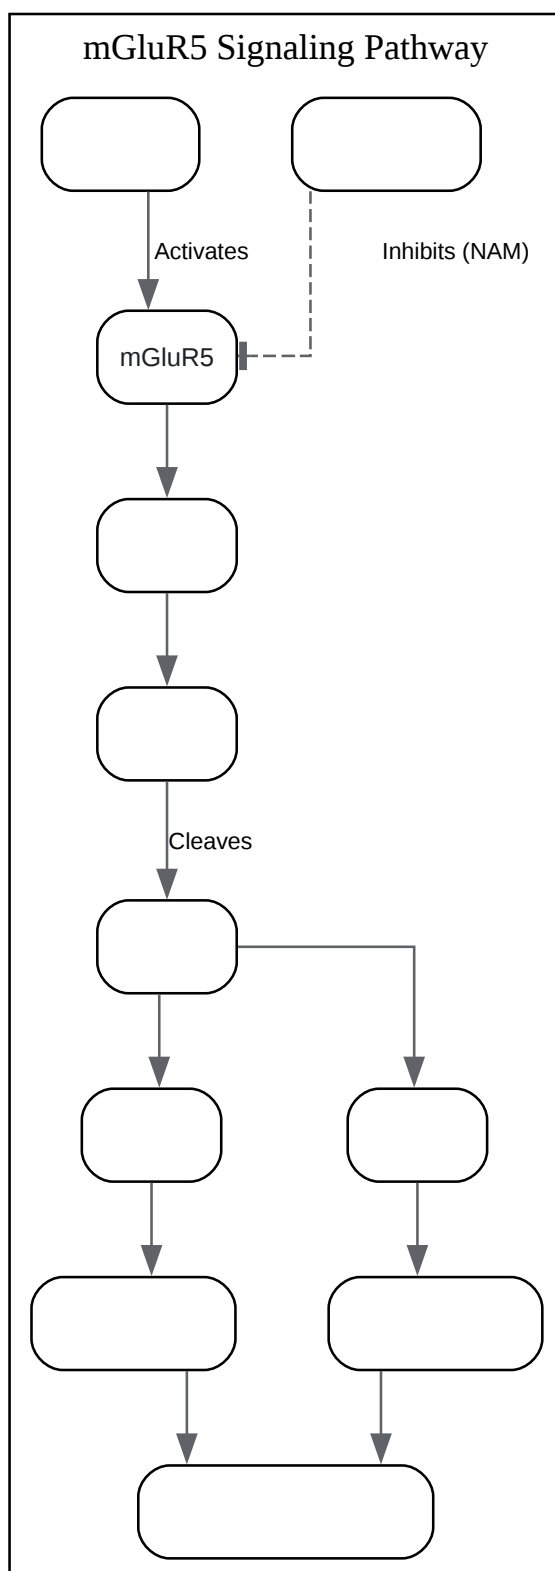 mGluR5 Signaling Pathway
Activates
Inhibits (NAM)
mGluR5
Cleaves